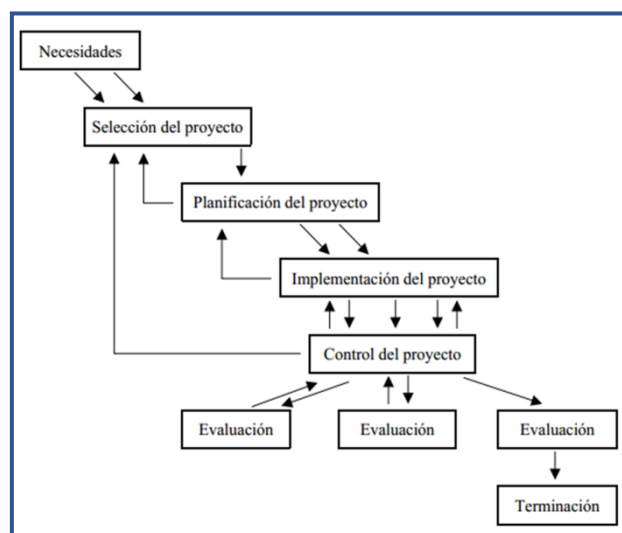 Necesidades
Selección del proyecto
Planificación del proyecto
Implementación del proyecto
Control del proyecto
Evaluación
Evaluación
Evaluación
Terminación